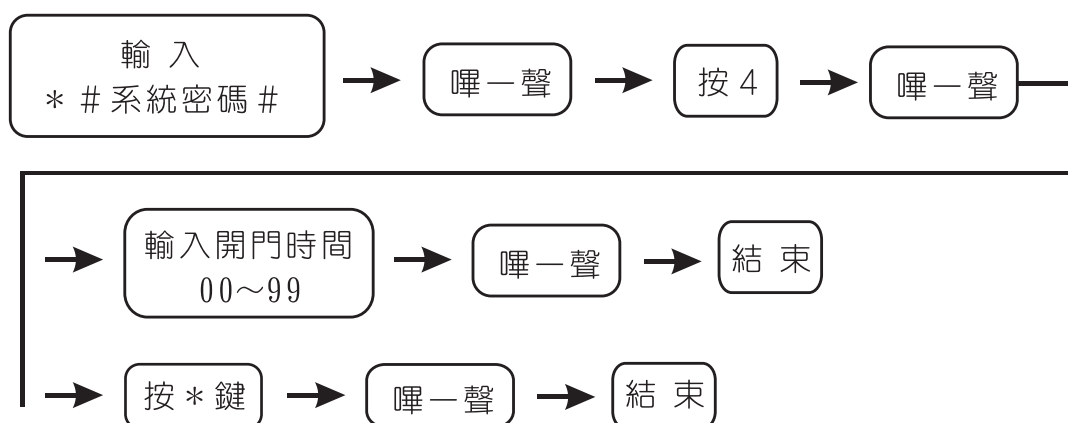 輸入
*#系統密碼#
嗶一聲
按4
嗶一聲
輸入開門時間
00～99
嗶一聲
結束
按*鍵
嗶一聲
結束